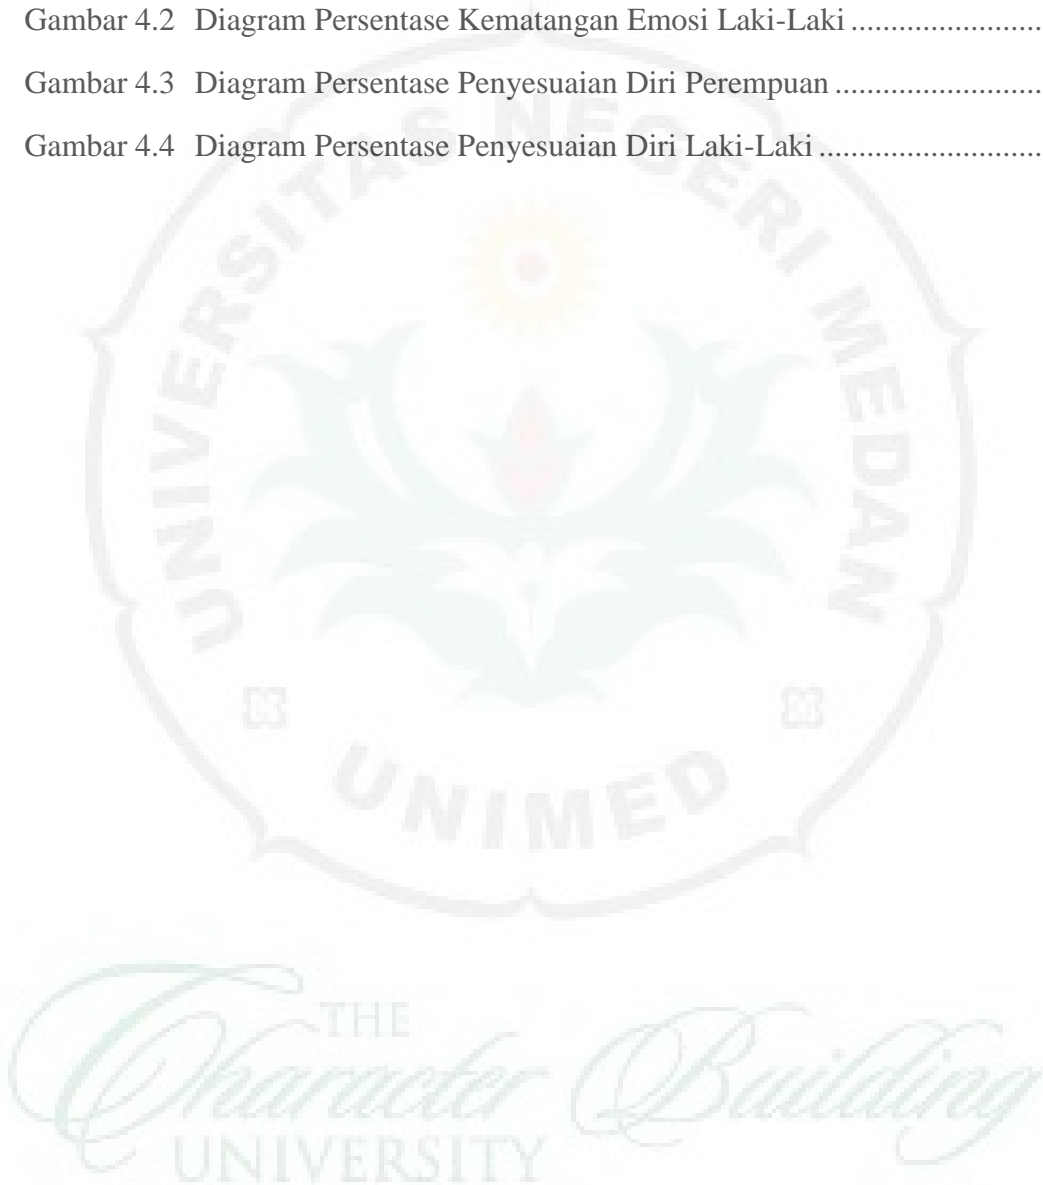 Gambar 4.2 Diagram Persentase Kematangan Emosi Laki-Laki ......................
Gambar 4.3 Diagram Persentase Penyesuaian Diri Perempuan ........................
Gambar 4.4 Diagram Persentase Penyesuaian Diri Laki-Laki ..........................
UNIVERSITAS NEGERI MEDAN
UNIMED
THE
Character Building
UNIVERSITY